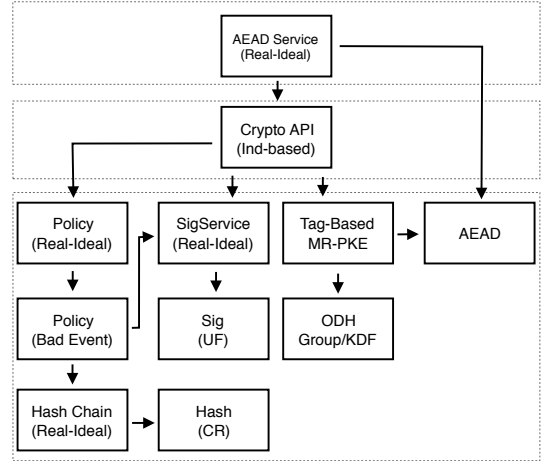 AEAD Service
(Real-Ideal)
Crypto API
(Ind-based)
Policy
(Real-Ideal)
SigService
(Real-Ideal)
Tag-Based
MR-PKE
AEAD
Policy
(Bad Event)
Sig
(UF)
ODH
Group/KDF
Hash Chain
(Real-Ideal)
Hash
(CR)